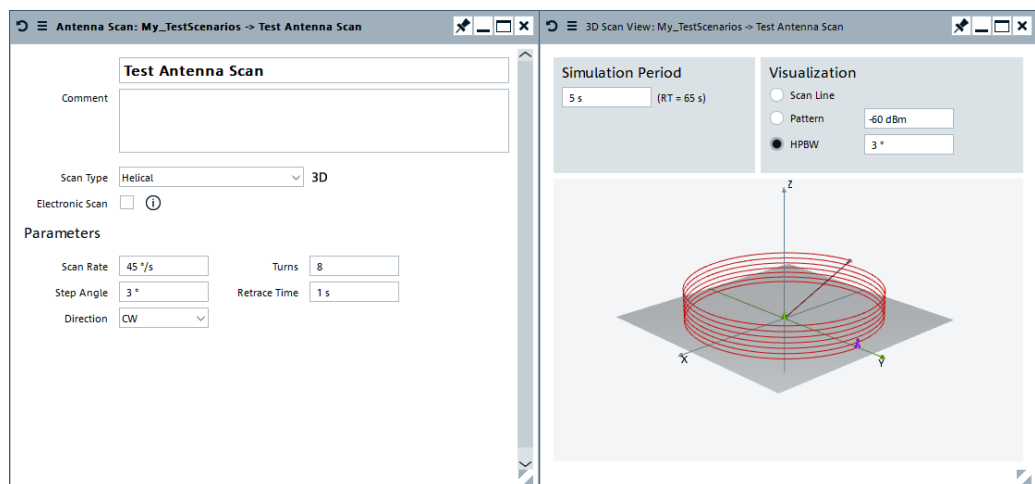 Antenna Scan: My_TestScenarios -> Test Antenna Scan
Test Antenna Scan
Comment
Scan Type Helical 3D
Electronic Scan
Parameters
Scan Rate 45 °/s Turns 8
Step Angle 3 ° Retrace Time 1 s
Direction CW
3D Scan View: My_TestScenarios -> Test Antenna Scan
Simulation Period
5 s (RT = 65 s)
Visualization
Scan Line
Pattern -60 dBm
HPBW 3 °
Z
X
Y